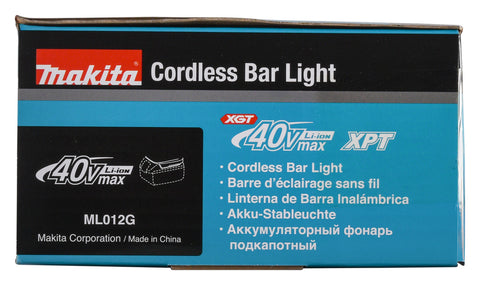 makita Cordless Bar Light
XGT
40Vmax Li-ION XPT
40Vmax Li-ION
ML012G
Makita Corporation / Made in China
· Cordless Bar Light
· Barre d'éclairage sans fil
· Linterna de Barra Inalámbrica
· Akku-Stableuchte
· Аккумуляторный фонарь
подкапотный